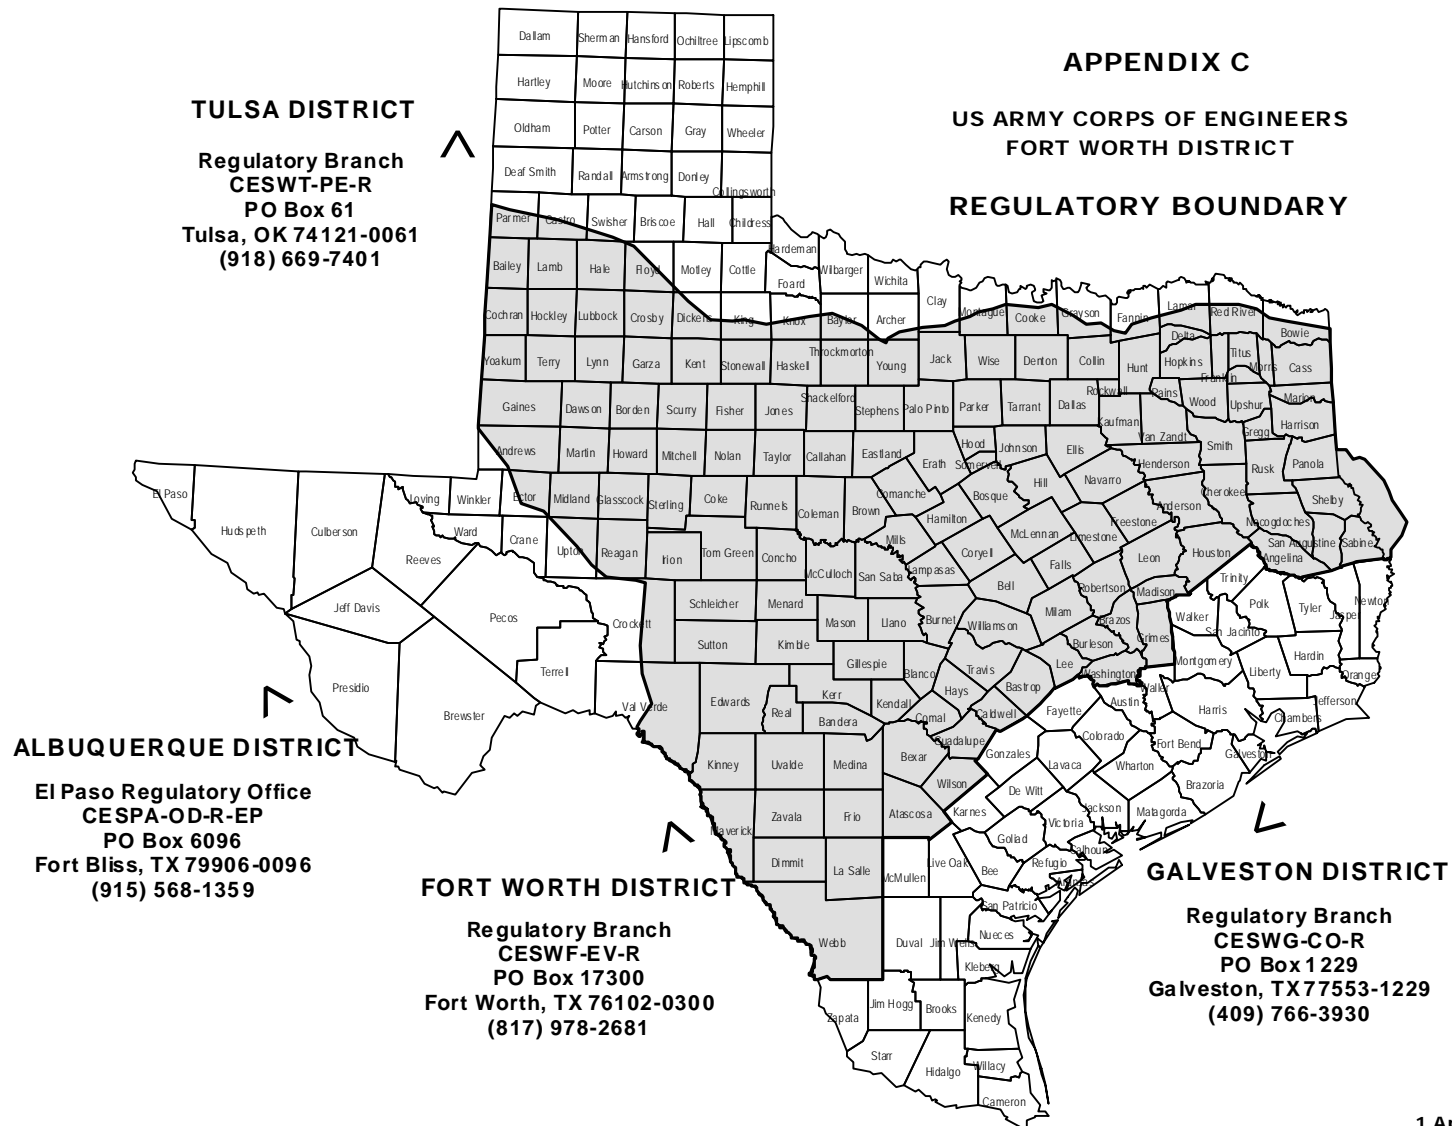 APPENDIX C
US ARMY CORPS OF ENGINEERS
FORT WORTH DISTRICT
REGULATORY BOUNDARY
TULSA DISTRICT
Regulatory Branch
CESWT-PE-R
PO Box 61
Tulsa, OK 74121-0061
(918) 669-7401
Dallam Sherman Hansford Ochiltree Lipscomb
Hartley Moore Hutchinson Roberts Hemphill
Oldham Potter Carson Gray Wheeler
Deaf Smith Randall Armstrong Donley Collingsworth
Parmer Castro Swisher Briscoe Hall Childress
Hardeman
Bailey Lamb Hale Floyd Motley Cottle Foard Wilbarger Wichita
Clay
Cochran Hockley Lubbock Crosby Dickens King Knox Baylor Archer Montague Cooke Grayson Fannin Lamar Red River
Delta Bowie
Yoakum Terry Lynn Garza Kent Stonewall Haskell Throckmorton Young Jack Wise Denton Collin Hunt Hopkins Franklin Titus Morris Cass
Gaines Dawson Borden Scurry Fisher Jones Shackelford Stephens Palo Pinto Parker Tarrant Dallas Rockwall Rains Wood Upshur Marion
Kaufman Van Zandt Smith Gregg Harrison
Andrews Martin Howard Mitchell Nolan Taylor Callahan Eastland Erath Hood Somervell Johnson Ellis Henderson Rusk Panola
El Paso Hudspeth Culberson Loving Winkler Ector Midland Glasscock Sterling Coke Runnels Coleman Brown Comanche Bosque Hill Navarro Anderson Cherokee Shelby
Ward Crane Upton Reagan Irion Tom Green Concho Mills Hamilton McLennan Limestone Freestone Nacogdoches
Reeves McCulloch San Saba Lampasas Coryell Falls Leon Houston Angelina San Augustine Sabine
Jeff Davis Pecos Crockett Schleicher Menard Mason Llano Burnet Bell Milam Robertson Madison Trinity Polk Tyler Jasper Newton
Sutton Kimble Williamson Brazos Burleson Grimes Walker San Jacinto
Presidio Brewster Terrell Val Verde Edwards Real Kerr Gillespie Blanco Travis Lee Washington Montgomery Liberty Hardin Orange
Bandera Kendall Hays Comal Caldwell Bastrop Fayette Austin Waller Harris Chambers Jefferson
Kinney Uvalde Medina Bexar Guadalupe Gonzales Lavaca Colorado Wharton Fort Bend Brazoria Galveston
Maverick Zavala Frio Atascosa Wilson Karnes De Witt Victoria Jackson Matagorda
Dimmit La Salle McMullen Live Oak Bee Goliad Refugio Calhoun
San Patricio
Webb Duval Jim Wells Nueces
Kleberg
Zapata Jim Hogg Brooks Kenedy
Starr Hidalgo Willacy
Cameron
ALBUQUERQUE DISTRICT
El Paso Regulatory Office
CESPA-OD-R-EP
PO Box 6096
Fort Bliss, TX 79906-0096
(915) 568-1359
FORT WORTH DISTRICT
Regulatory Branch
CESWF-EV-R
PO Box 17300
Fort Worth, TX 76102-0300
(817) 978-2681
GALVESTON DISTRICT
Regulatory Branch
CESWG-CO-R
PO Box 1229
Galveston, TX 77553-1229
(409) 766-3930